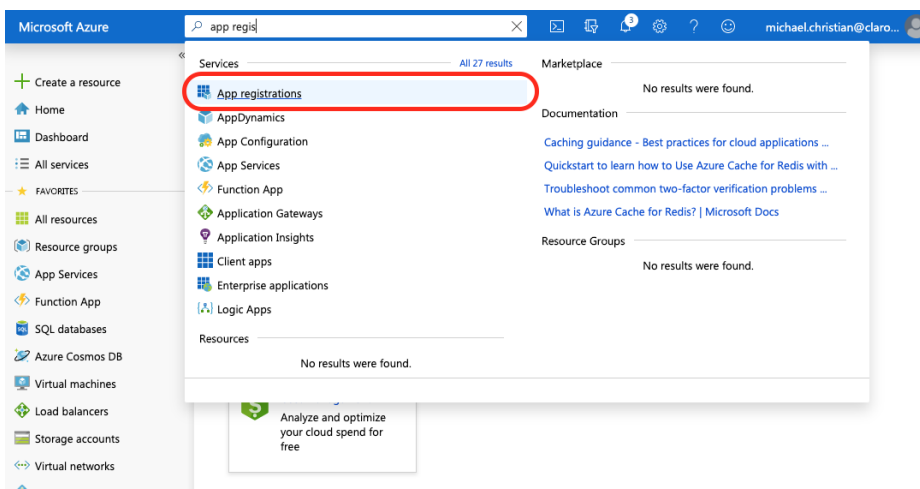 Microsoft Azure
app regis
3
michael.christian@claro...
«
Create a resource
Home
Dashboard
All services
FAVORITES
All resources
Resource groups
App Services
Function App
SQL databases
Azure Cosmos DB
Virtual machines
Load balancers
Storage accounts
Virtual networks
Services
All 27 results
App registrations
AppDynamics
App Configuration
App Services
Function App
Application Gateways
Application Insights
Client apps
Enterprise applications
Logic Apps
Resources
No results were found.
Marketplace
No results were found.
Documentation
Caching guidance - Best practices for cloud applications ...
Quickstart to learn how to Use Azure Cache for Redis with ...
Troubleshoot common two-factor verification problems ...
What is Azure Cache for Redis? | Microsoft Docs
Resource Groups
No results were found.
Analyze and optimize
your cloud spend for
free